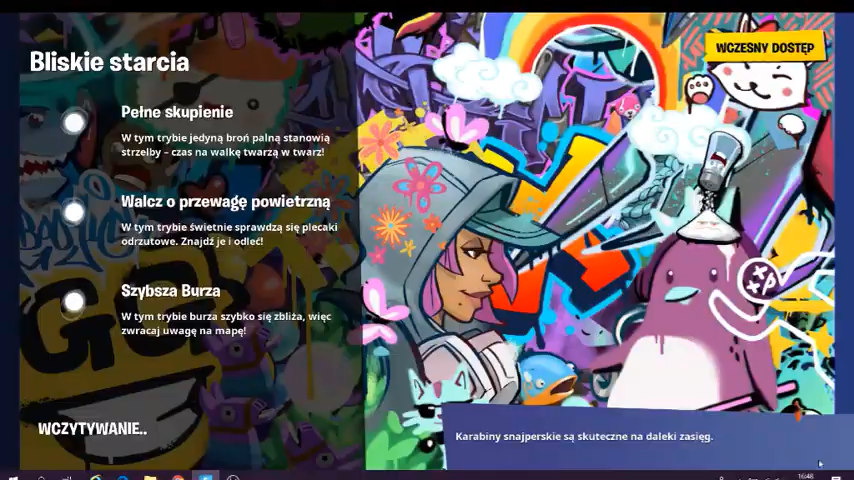 Bliskie starcia
WCZESNY DOSTĘP
Pełne skupienie
W tym trybie jedyną broń palną stanowią
strzelby – czas na walkę twarzą w twarz!
Walcz o przewagę powietrzną
W tym trybie świetnie sprawdzą się plecaki
odrzutowe. Znajdź je i odleć!
Szybsza Burza
W tym trybie burza szybko się zbliża, więc
zwracaj uwagę na mapę!
WCZYTYWANIE..
Karabiny snajperskie są skuteczne na daleki zasięg.
16:48